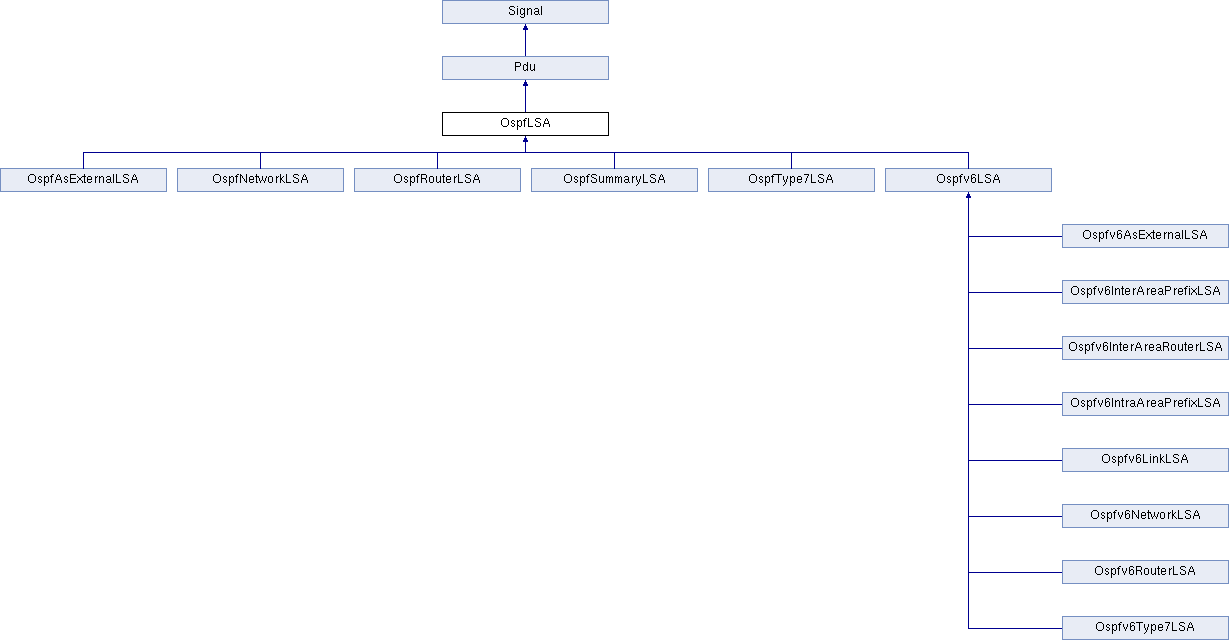 Signal
Pdu
OspfLSA
OspfAsExternalLSA
OspfNetworkLSA
OspfRouterLSA
OspfSummaryLSA
OspfType7LSA
Ospfv6LSA
Ospfv6AsExternalLSA
Ospfv6InterAreaPrefixLSA
Ospfv6InterAreaRouterLSA
Ospfv6IntraAreaPrefixLSA
Ospfv6LinkLSA
Ospfv6NetworkLSA
Ospfv6RouterLSA
Ospfv6Type7LSA